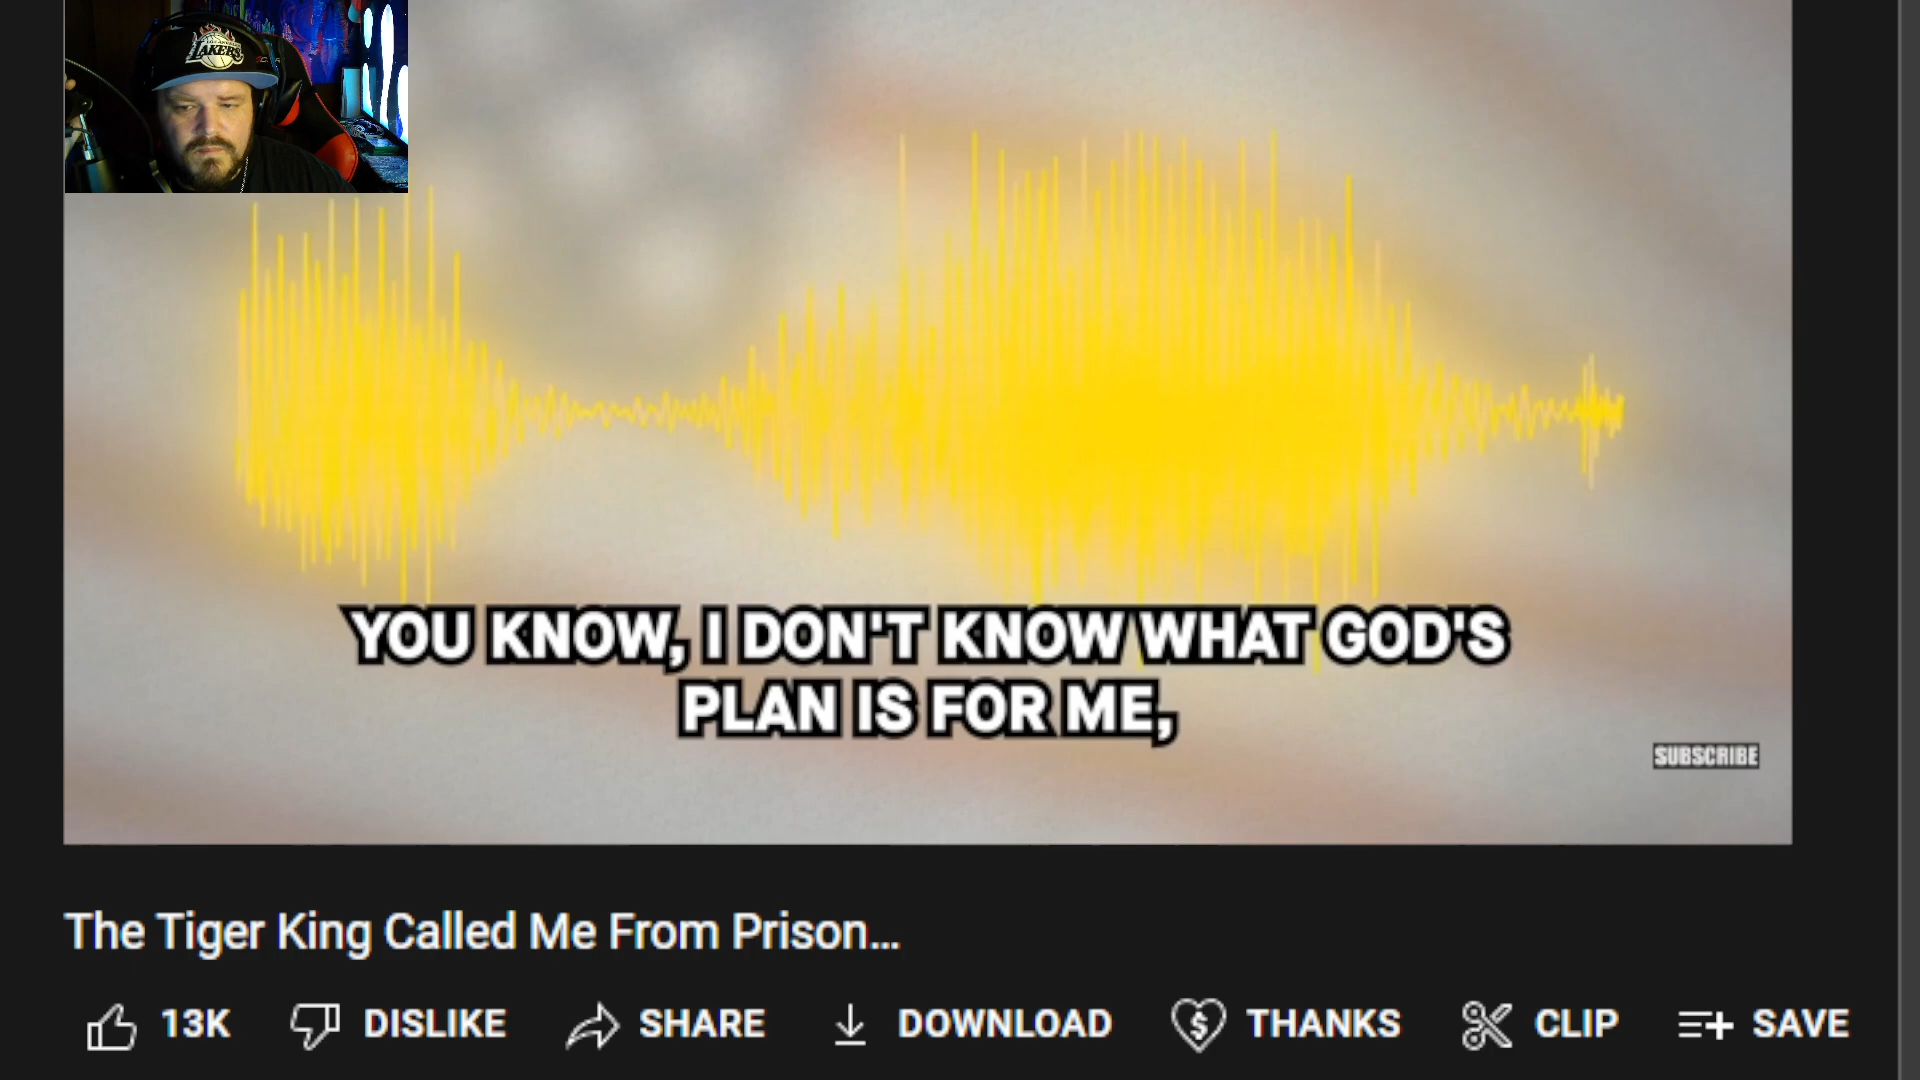 LAKERS
YOU KNOW, I DON'T KNOW WHAT GOD'S
PLAN IS FOR ME,
SUBSCRIBE
The Tiger King Called Me From Prison...
13K DISLIKE SHARE DOWNLOAD THANKS CLIP SAVE